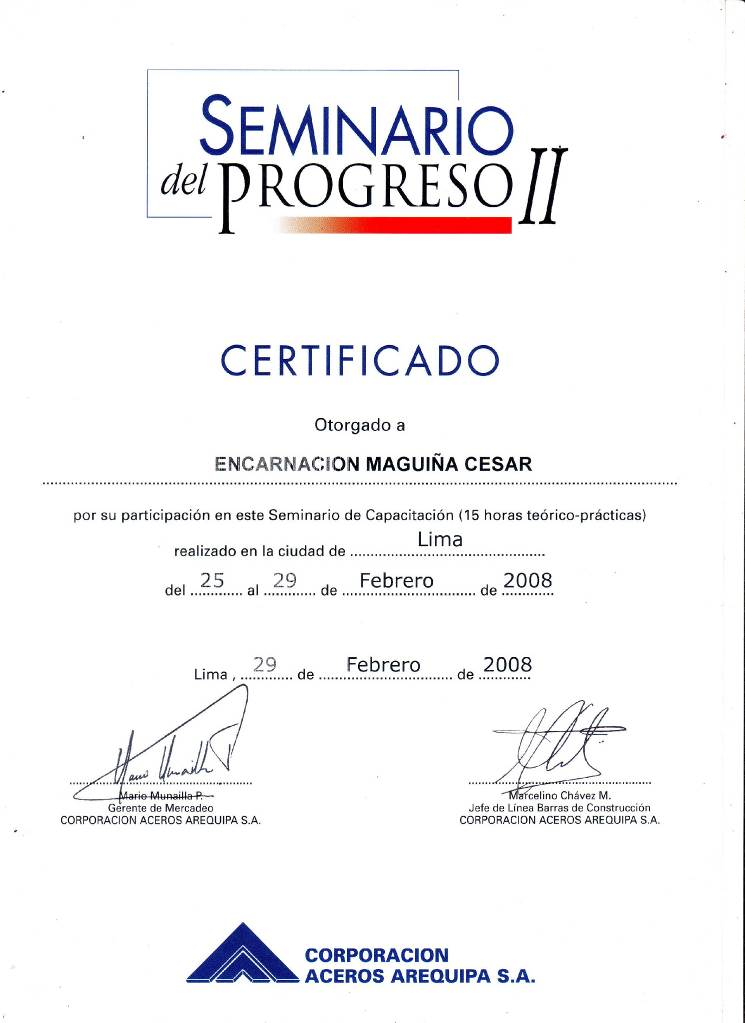 SEMINARIO
del PROGRESO II
CERTIFICADO
Otorgado a
ENCARNACION MAGUIÑA CESAR
por su participación en este Seminario de Capacitación (15 horas teórico-prácticas)
realizado en la ciudad de Lima
del 25 al 29 de Febrero de 2008
Lima , 29 de Febrero de 2008
Mario Munailla P.
Gerente de Mercadeo
CORPORACION ACEROS AREQUIPA S.A.
Marcelino Chávez M.
Jefe de Línea Barras de Construcción
CORPORACION ACEROS AREQUIPA S.A.
CORPORACION
ACEROS AREQUIPA S.A.